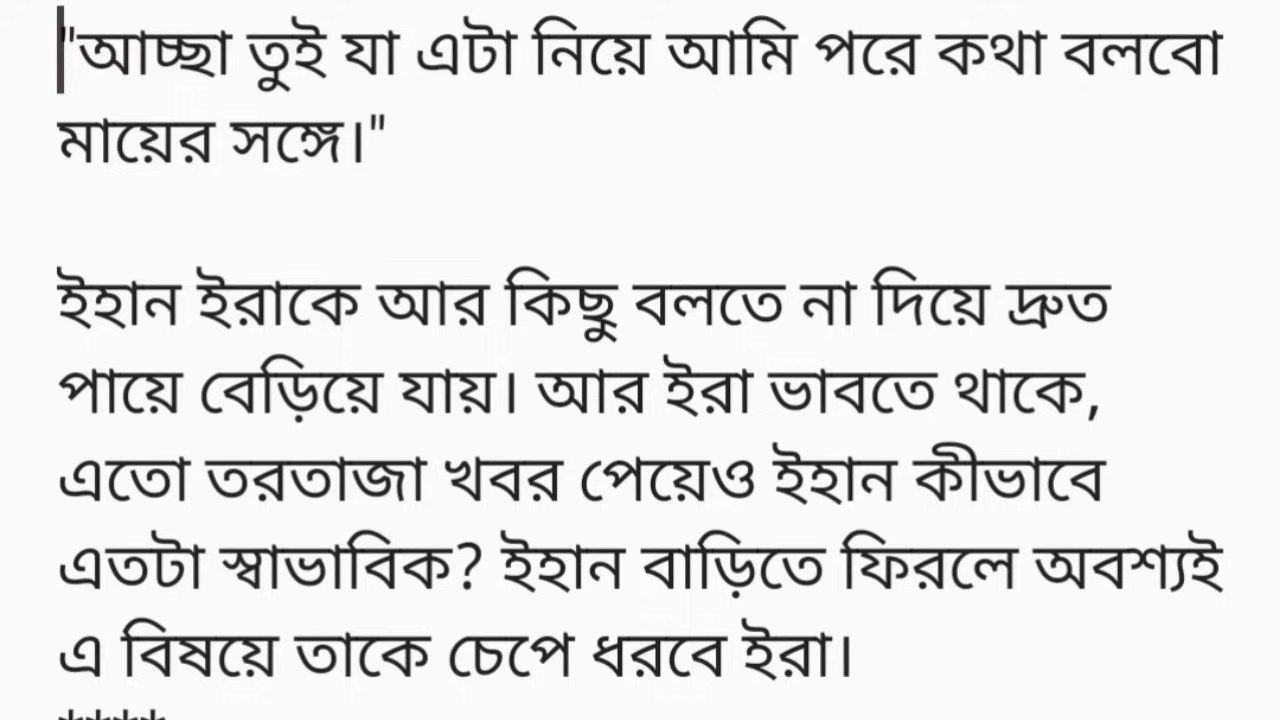 "আচ্ছা তুই যা এটা নিয়ে আমি পরে কথা বলবো
মায়ের সঙ্গে।"
ইহান ইরাকে আর কিছু বলতে না দিয়ে দ্রুত
পায়ে বেড়িয়ে যায়। আর ইরা ভাবতে থাকে,
এতো তরতাজা খবর পেয়েও ইহান কীভাবে
এতটা স্বাভাবিক? ইহান বাড়িতে ফিরলে অবশ্যই
এ বিষয়ে তাকে চেপে ধরবে ইরা।
****